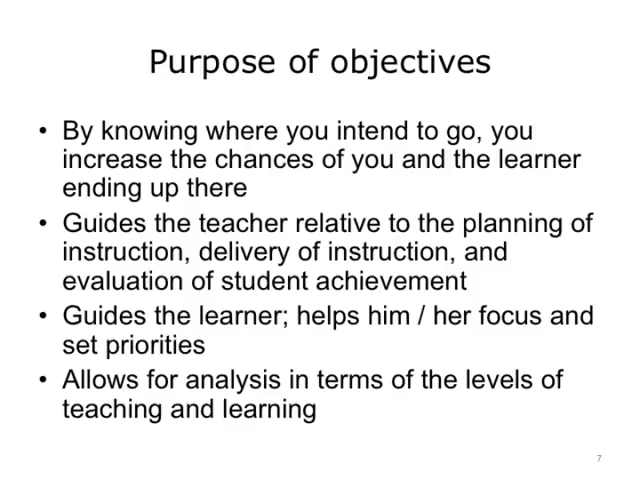 Purpose of objectives
• By knowing where you intend to go, you
increase the chances of you and the learner
ending up there
• Guides the teacher relative to the planning of
instruction, delivery of instruction, and
evaluation of student achievement
• Guides the learner; helps him / her focus and
set priorities
• Allows for analysis in terms of the levels of
teaching and learning
7